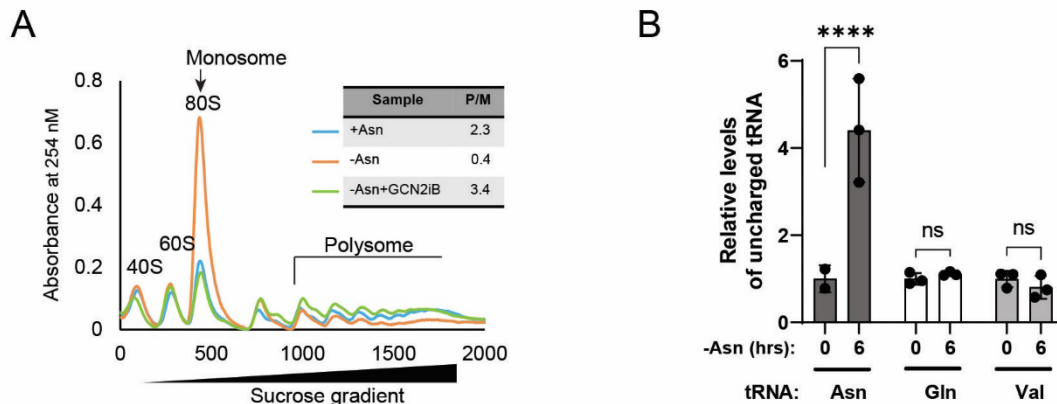 A
Monosome
80S
60S
40S
Polysome
Sample P/M
+Asn 2.3
-Asn 0.4
-Asn+GCN2iB 3.4
Absorbance at 254 nM
0.8
0.6
0.4
0.2
0
0 500 1000 1500 2000
Sucrose gradient
B
****
ns
ns
Relative levels
of uncharged tRNA
6
4
2
0
-Asn (hrs): 0 6 0 6 0 6
tRNA: Asn Gln Val